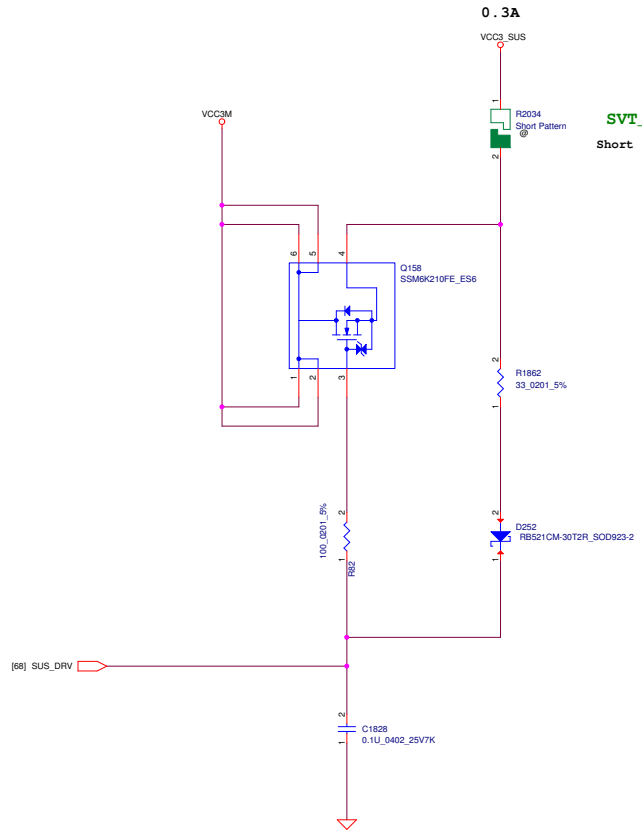 0.3A
VCC3_SUS
1
R2034
Short Pattern
@
2
SVT_
Short
VCC3M
6
5
4
Q158
SSM6K210FE_ES6
1
2
3
2
R1862
33_0201_5%
1
2
100_0201_5%
1
R82
2
D252
RB521CM-30T2R_SOD923-2
1
[68] SUS_DRV
2
C1828
0.1U_0402_25V7K
1